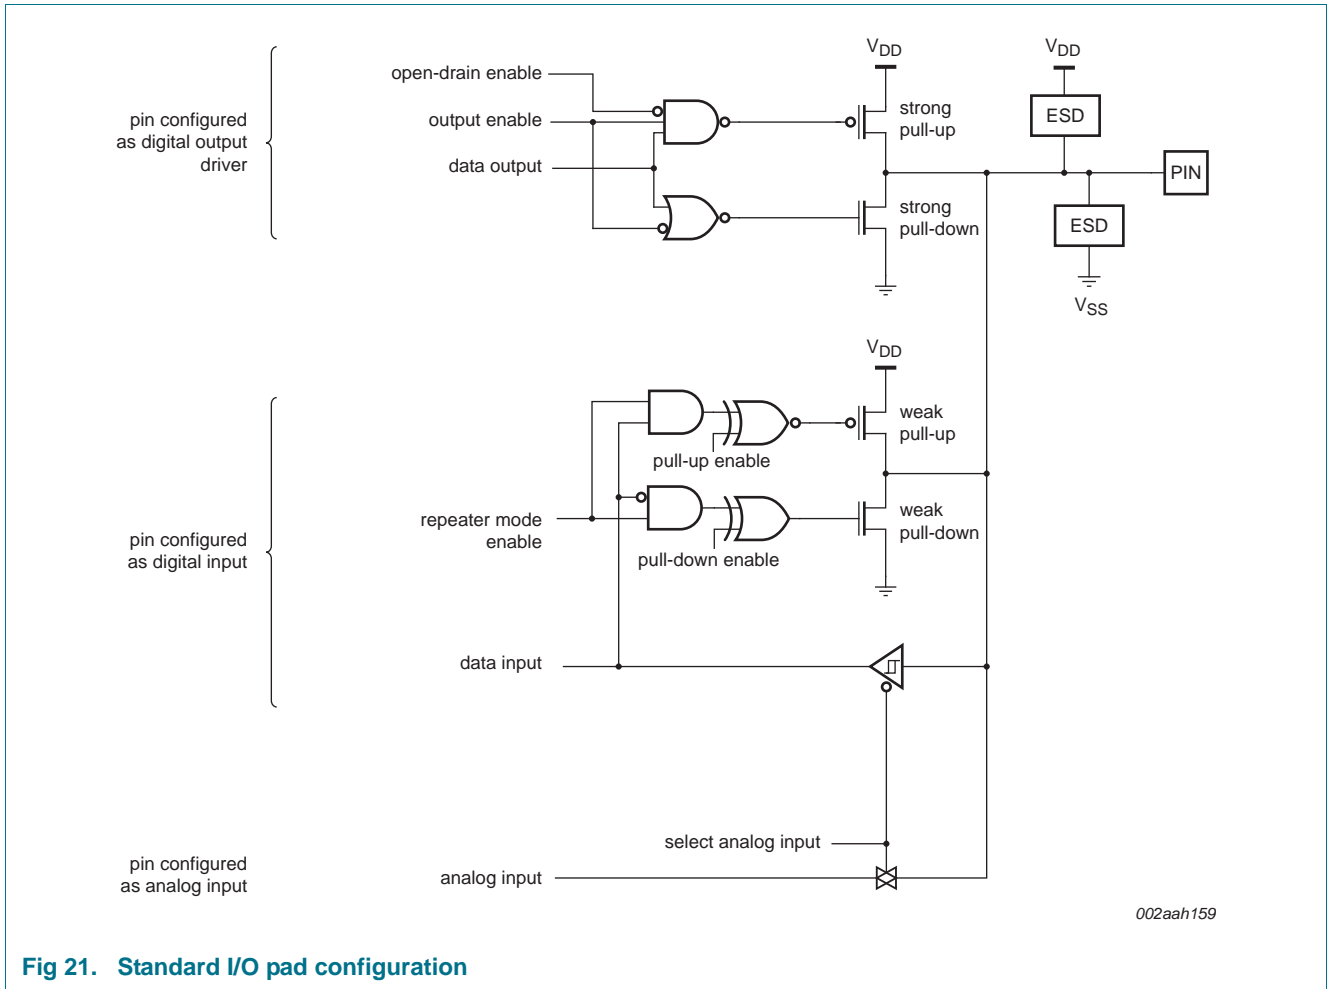 V_DD
V_DD
open-drain enable
strong
pull-up
ESD
pin configured
as digital output
driver
output enable
data output
PIN
strong
pull-down
ESD
V_SS
V_DD
weak
pull-up
pull-up enable
repeater mode
enable
weak
pull-down
pin configured
as digital input
pull-down enable
data input
select analog input
pin configured
as analog input
analog input
002aah159
Fig 21. Standard I/O pad configuration